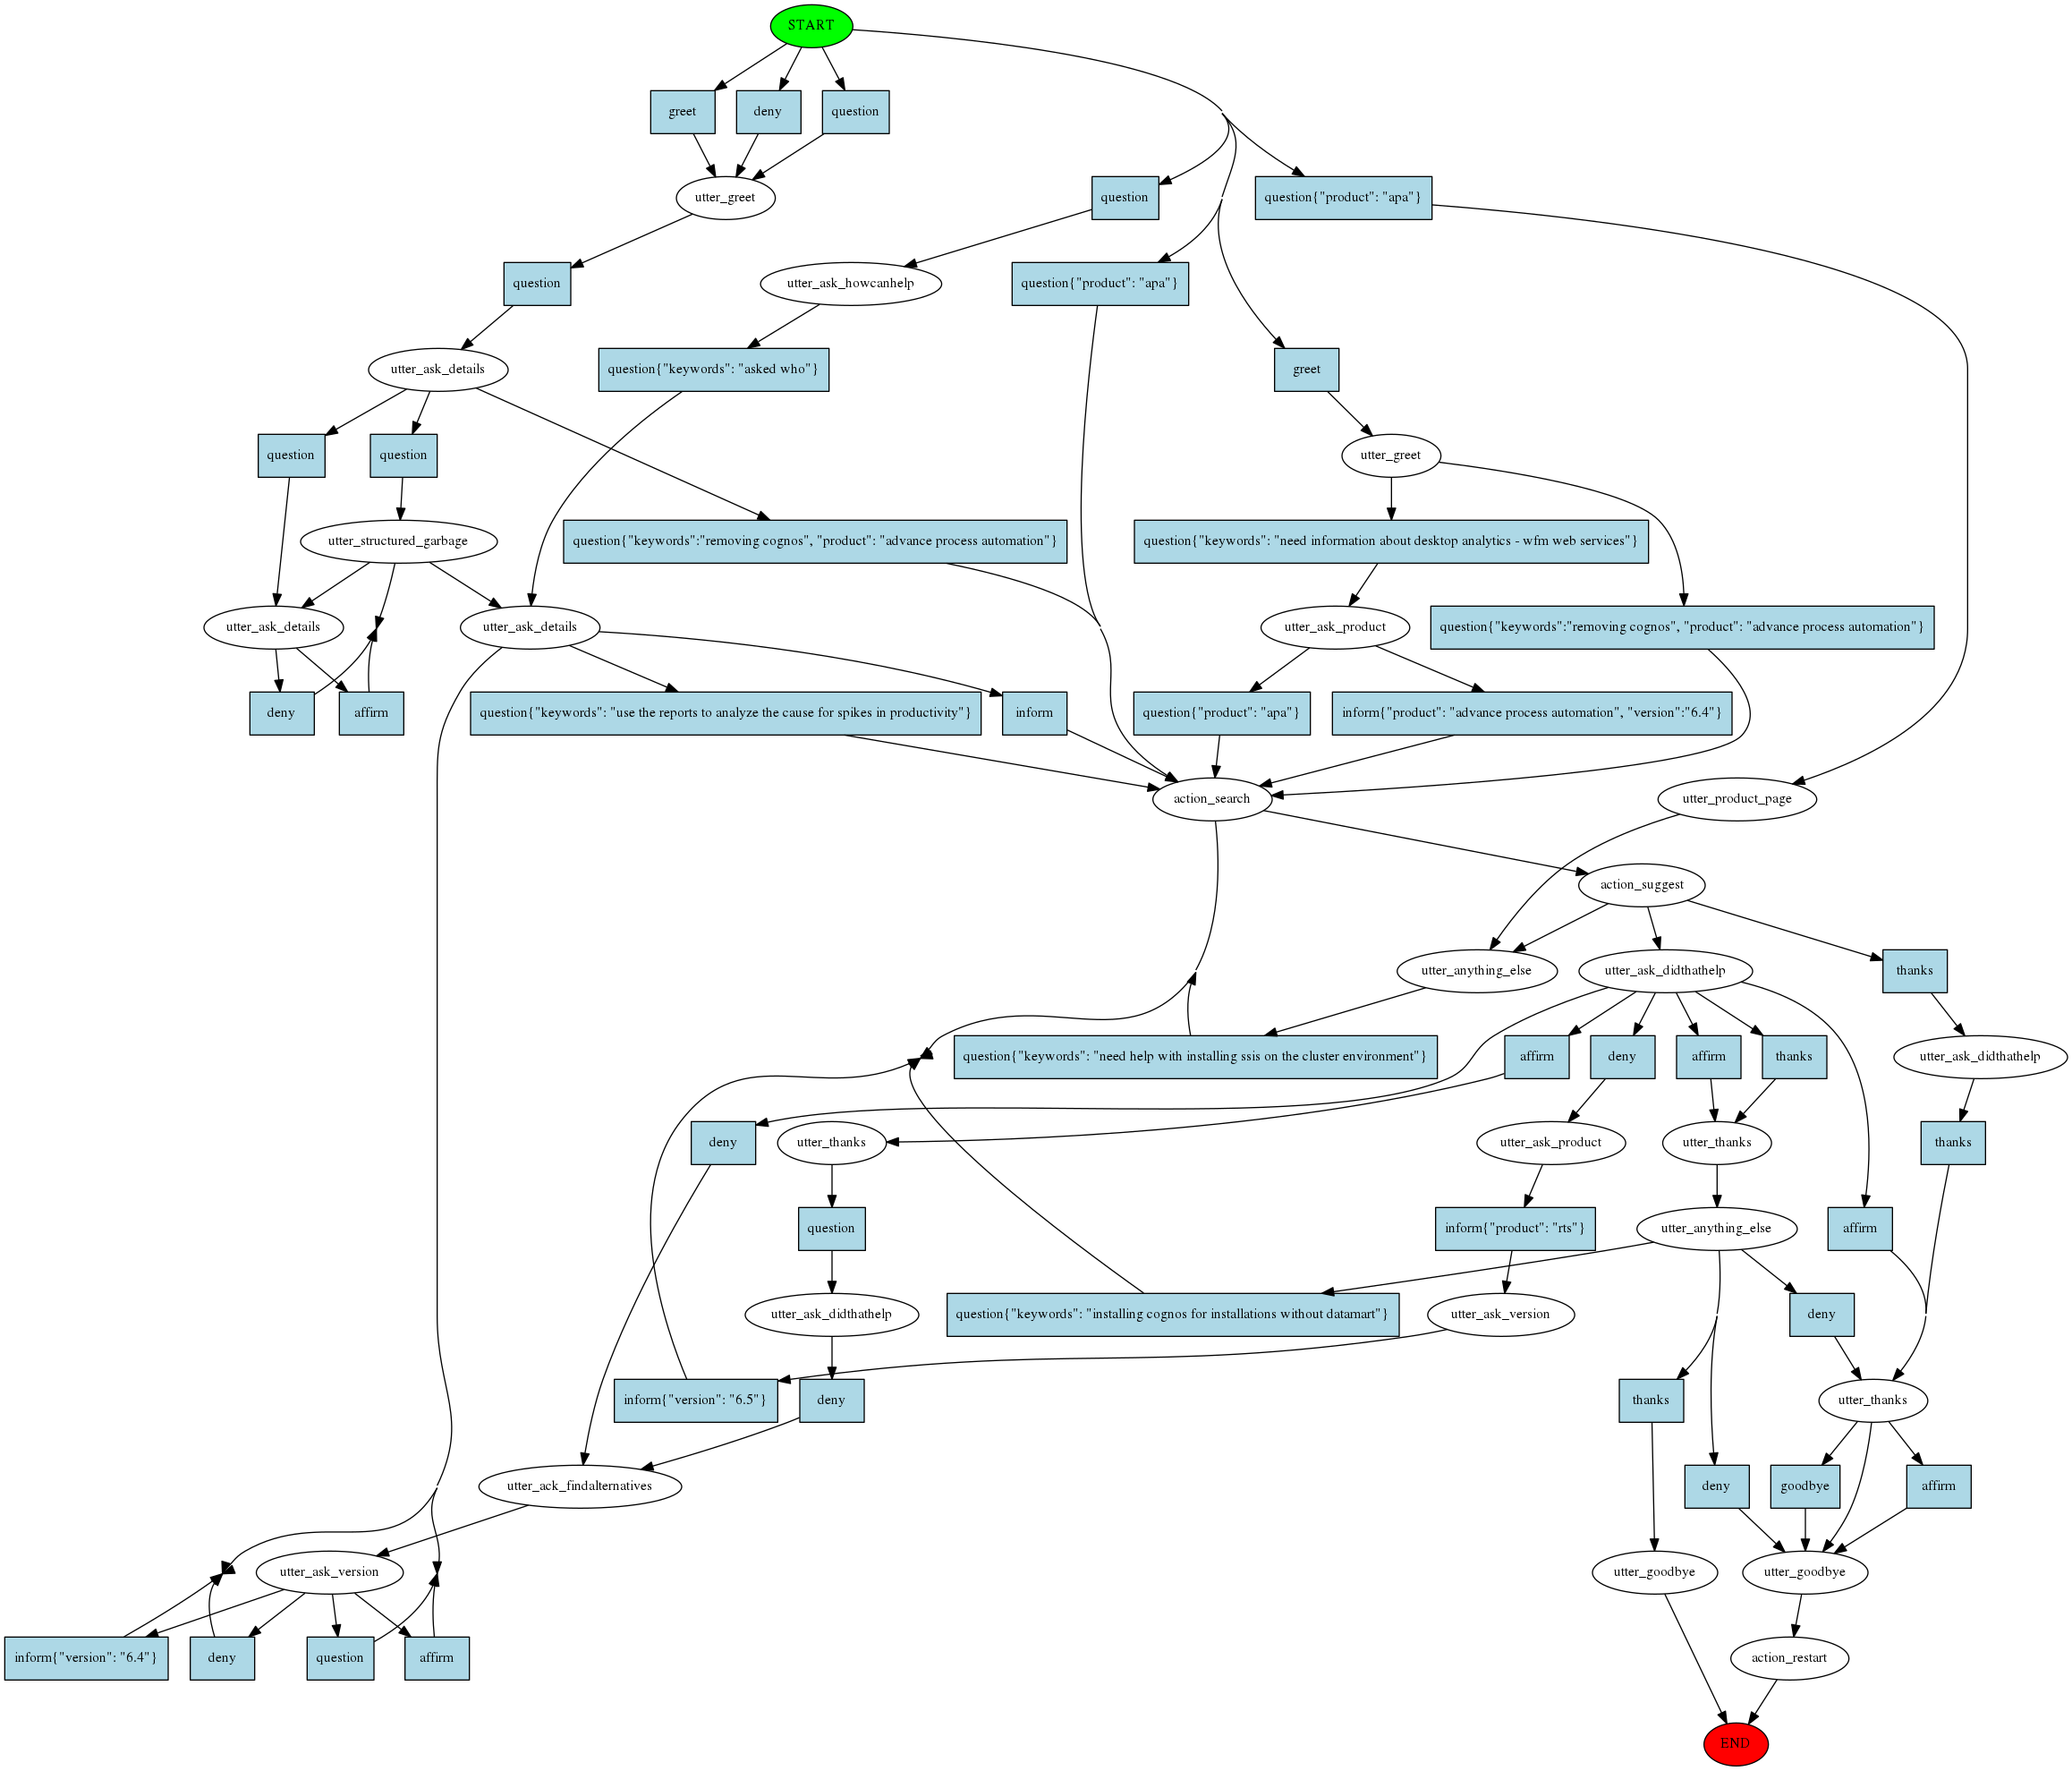 START
greet
deny
question
utter_greet
question
question{"product": "apa"}
question
utter_ask_howcanhelp
question{"product": "apa"}
utter_ask_details
question{"keywords": "asked who"}
greet
question
question
utter_greet
utter_structured_garbage
question{"keywords":"removing cognos", "product": "advance process automation"}
question{"keywords": "need information about desktop analytics - wfm web services"}
utter_ask_details
utter_ask_details
utter_ask_product
question{"keywords":"removing cognos", "product": "advance process automation"}
deny
affirm
question{"keywords": "use the reports to analyze the cause for spikes in productivity"}
inform
question{"product": "apa"}
inform{"product": "advance process automation", "version":"6.4"}
action_search
utter_product_page
action_suggest
utter_anything_else
utter_ask_didthathelp
thanks
question{"keywords": "need help with installing ssis on the cluster environment"}
affirm
deny
affirm
thanks
utter_ask_didthathelp
deny
utter_thanks
utter_ask_product
utter_thanks
thanks
question
inform{"product": "rts"}
utter_anything_else
affirm
utter_ask_didthathelp
question{"keywords": "installing cognos for installations without datamart"}
utter_ask_version
deny
inform{"version": "6.5"}
deny
thanks
utter_thanks
utter_ack_findalternatives
deny
goodbye
affirm
utter_ask_version
utter_goodbye
utter_goodbye
inform{"version": "6.4"}
deny
question
affirm
action_restart
END